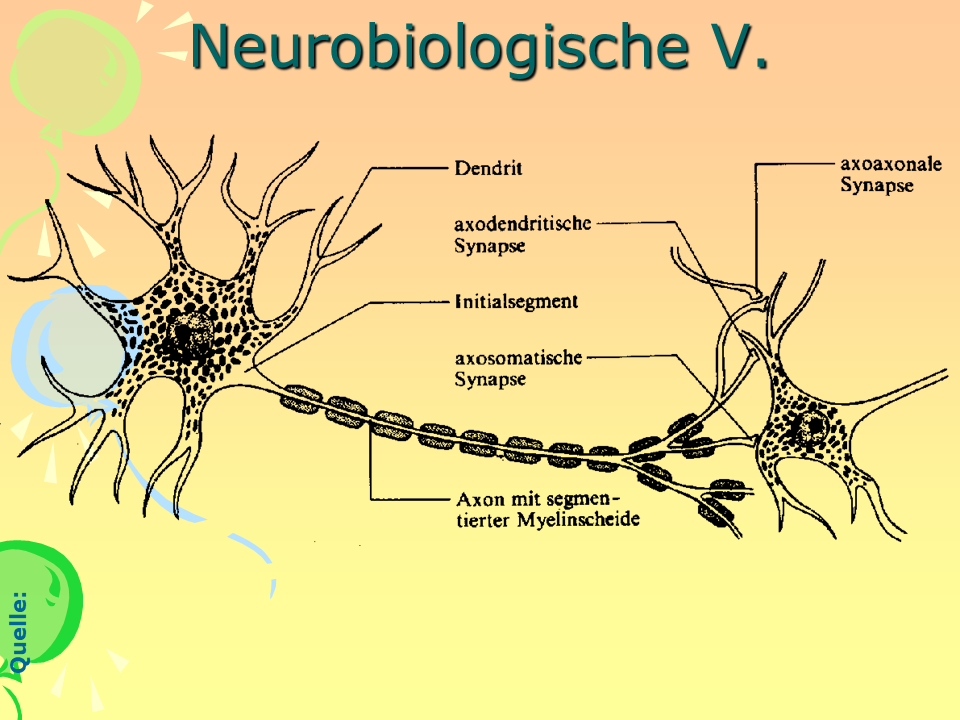 Neurobiologische V.
Dendrit
axodendritische
Synapse
Initialsegment
axosomatische
Synapse
Axon mit segmen-
tierter Myelinscheide
axoaxonale
Synapse
Quelle: